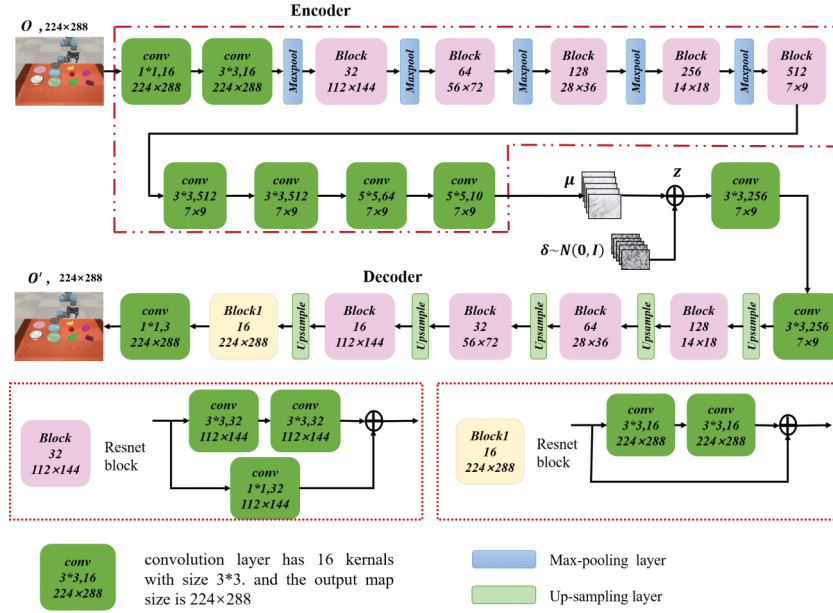 Encoder
O , 224×288
conv
1*1,16
224×288
conv
3*3,16
224×288
Maxpool
Block
32
112×144
Maxpool
Block
64
56×72
Maxpool
Block
128
28×36
Maxpool
Block
256
14×18
Maxpool
Block
512
7×9
conv
3*3,512
7×9
conv
3*3,512
7×9
conv
5*5,64
7×9
conv
5*5,10
7×9
μ
z
δ~N(0,I)
conv
3*3,256
7×9
Decoder
O′, 224×288
conv
1*1,3
224×288
Block1
16
224×288
Upsample
Block
16
112×144
Upsample
Block
32
56×72
Upsample
Block
64
28×36
Upsample
Block
128
14×18
Upsample
conv
3*3,256
7×9
Block
32
112×144
Resnet
block
conv
3*3,32
112×144
conv
3*3,32
112×144
conv
1*1,32
112×144
Block1
16
224×288
Resnet
block
conv
3*3,16
224×288
conv
3*3,16
224×288
conv
3*3,16
224×288
convolution layer has 16 kernals
with size 3*3. and the output map
size is 224×288
Max-pooling layer
Up-sampling layer